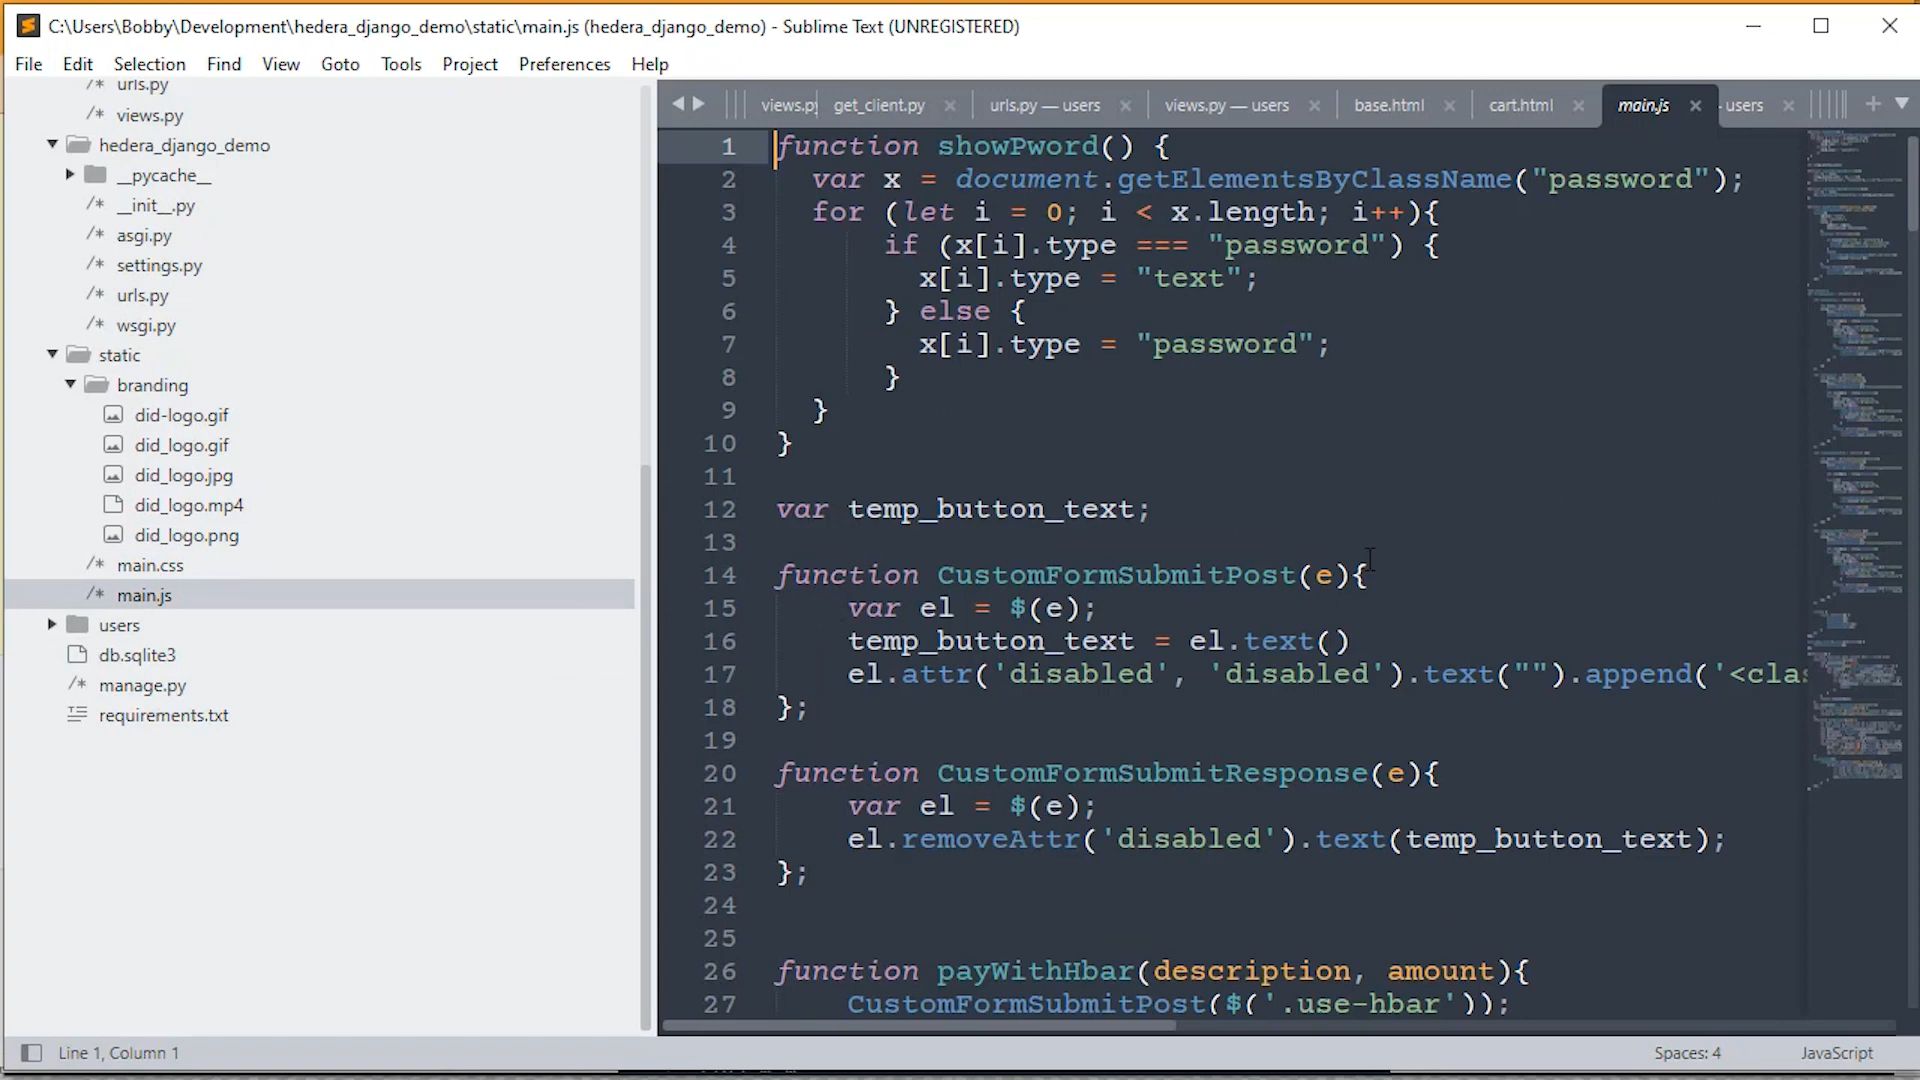 C:\Users\Bobby\Development\hedera_django_demo\static\main.js (hedera_django_demo) - Sublime Text (UNREGISTERED)
File Edit Selection Find View Goto Tools Project Preferences Help
/* urls.py
/* views.py
hedera_django_demo
__pycache__
/* __init__.py
/* asgi.py
/* settings.py
/* urls.py
/* wsgi.py
static
branding
did-logo.gif
did_logo.gif
did_logo.jpg
did_logo.mp4
did_logo.png
/* main.css
/* main.js
users
db.sqlite3
/* manage.py
requirements.txt
views.py get_client.py urls.py — users views.py — users base.html cart.html main.js - users
1 function showPword() {
2 var x = document.getElementsByClassName("password");
3 for (let i = 0; i < x.length; i++){
4 if (x[i].type === "password") {
5 x[i].type = "text";
6 } else {
7 x[i].type = "password";
8 }
9 }
10 }
11
12 var temp_button_text;
13
14 function CustomFormSubmitPost(e){
15 var el = $(e);
16 temp_button_text = el.text()
17 el.attr('disabled', 'disabled').text("").append('<clas
18 };
19
20 function CustomFormSubmitResponse(e){
21 var el = $(e);
22 el.removeAttr('disabled').text(temp_button_text);
23 };
24
25
26 function payWithHbar(description, amount){
27 CustomFormSubmitPost($('.use-hbar'));
Line 1, Column 1 Spaces: 4 JavaScript